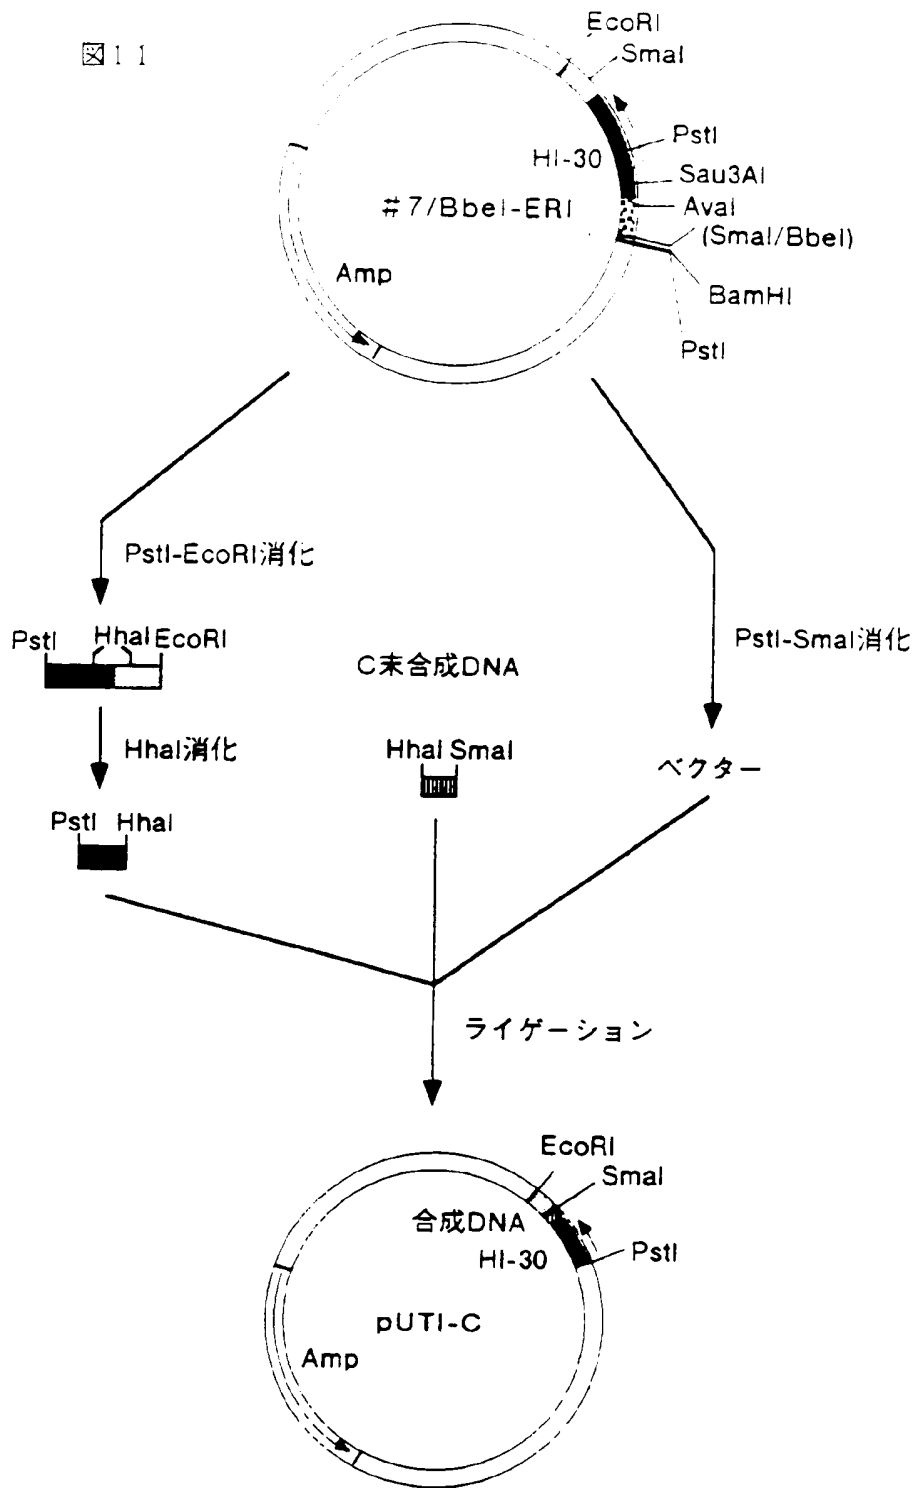 図11
EcoRI
SmaI
PstI
HI-30
Sau3AI
#7/BbeI-ERI
AvaI
(SmaI/BbeI)
Amp
BamHI
PstI
PstI-EcoRI消化
PstI HhaI EcoRI
PstI-SmaI消化
C末合成DNA
HhaI消化
HhaI SmaI
ベクター
PstI HhaI
ライゲーション
EcoRI
SmaI
合成DNA
HI-30
PstI
pUTI-C
Amp